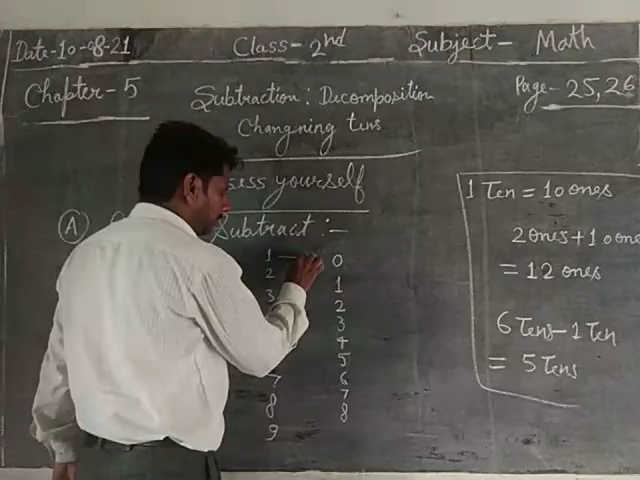 Date-10-08-21 Class-2nd Subject- Math
Chapter-5 Subtraction: Decomposition Page-25,26
Changning tens
sess yourself
(A) Subtract :-
1 — 0
2 1
3 2
3
4
5
7 6
8 7
9 8
1 Ten = 10 ones
2 ones + 10 one
= 12 ones
6 Tens - 1 Ten
= 5 Tens